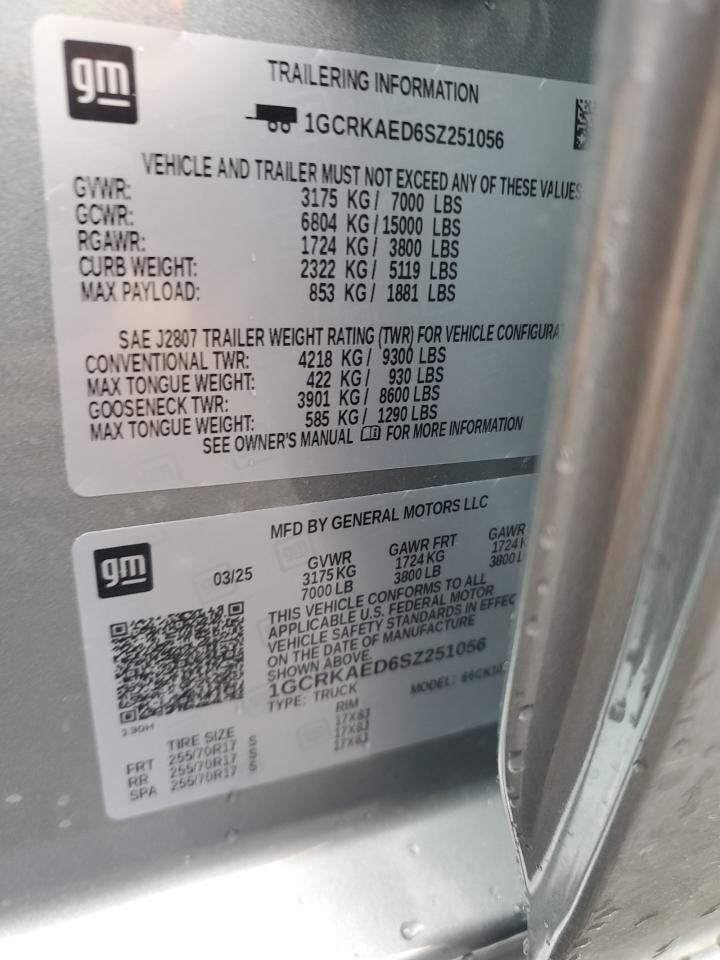 gm
TRAILERING INFORMATION
1GCRKAED6SZ251056
VEHICLE AND TRAILER MUST NOT EXCEED ANY OF THESE VALUES
GVWR: 3175 KG / 7000 LBS
GCWR: 6804 KG / 15000 LBS
RGAWR: 1724 KG / 3800 LBS
CURB WEIGHT: 2322 KG / 5119 LBS
MAX PAYLOAD: 853 KG / 1881 LBS
SAE J2807 TRAILER WEIGHT RATING (TWR) FOR VEHICLE CONFIGURA
CONVENTIONAL TWR: 4218 KG / 9300 LBS
MAX TONGUE WEIGHT: 422 KG / 930 LBS
GOOSENECK TWR: 3901 KG / 8600 LBS
MAX TONGUE WEIGHT: 585 KG / 1290 LBS
SEE OWNER'S MANUAL FOR MORE INFORMATION
gm
MFD BY GENERAL MOTORS LLC
03/25
GVWR GAWR FRT GAWR
3175KG 1724KG 1724K
7000 LB 3800 LB 3800 L
THIS VEHICLE CONFORMS TO ALL
APPLICABLE U.S. FEDERAL MOTOR
VEHICLE SAFETY STANDARDS IN EFFEC
ON THE DATE OF MANUFACTURE
SHOWN ABOVE.
1GCRKAED6SZ251056
TYPE: TRUCK MODEL:
130H
TIRE SIZE RIM
FRT 255/70R17 S 17X8J
RR 255/70R17 S 17X8J
SPA 255/70R17 S 17X8J